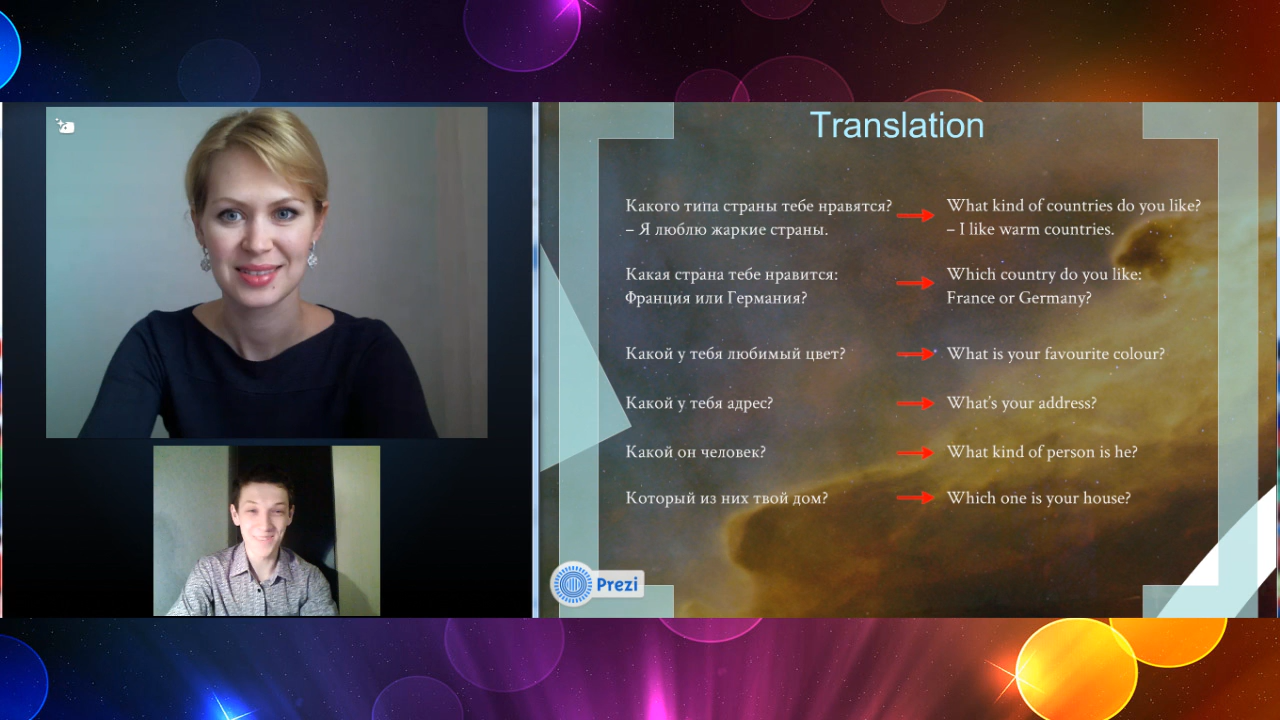 Translation
Какого типа страны тебе нравятся?
– Я люблю жаркие страны.
What kind of countries do you like?
– I like warm countries.
Какая страна тебе нравится:
Франция или Германия?
Which country do you like:
France or Germany?
Какой у тебя любимый цвет?
What is your favourite colour?
Какой у тебя адрес?
What's your address?
Какой он человек?
What kind of person is he?
Который из них твой дом?
Which one is your house?
Prezi